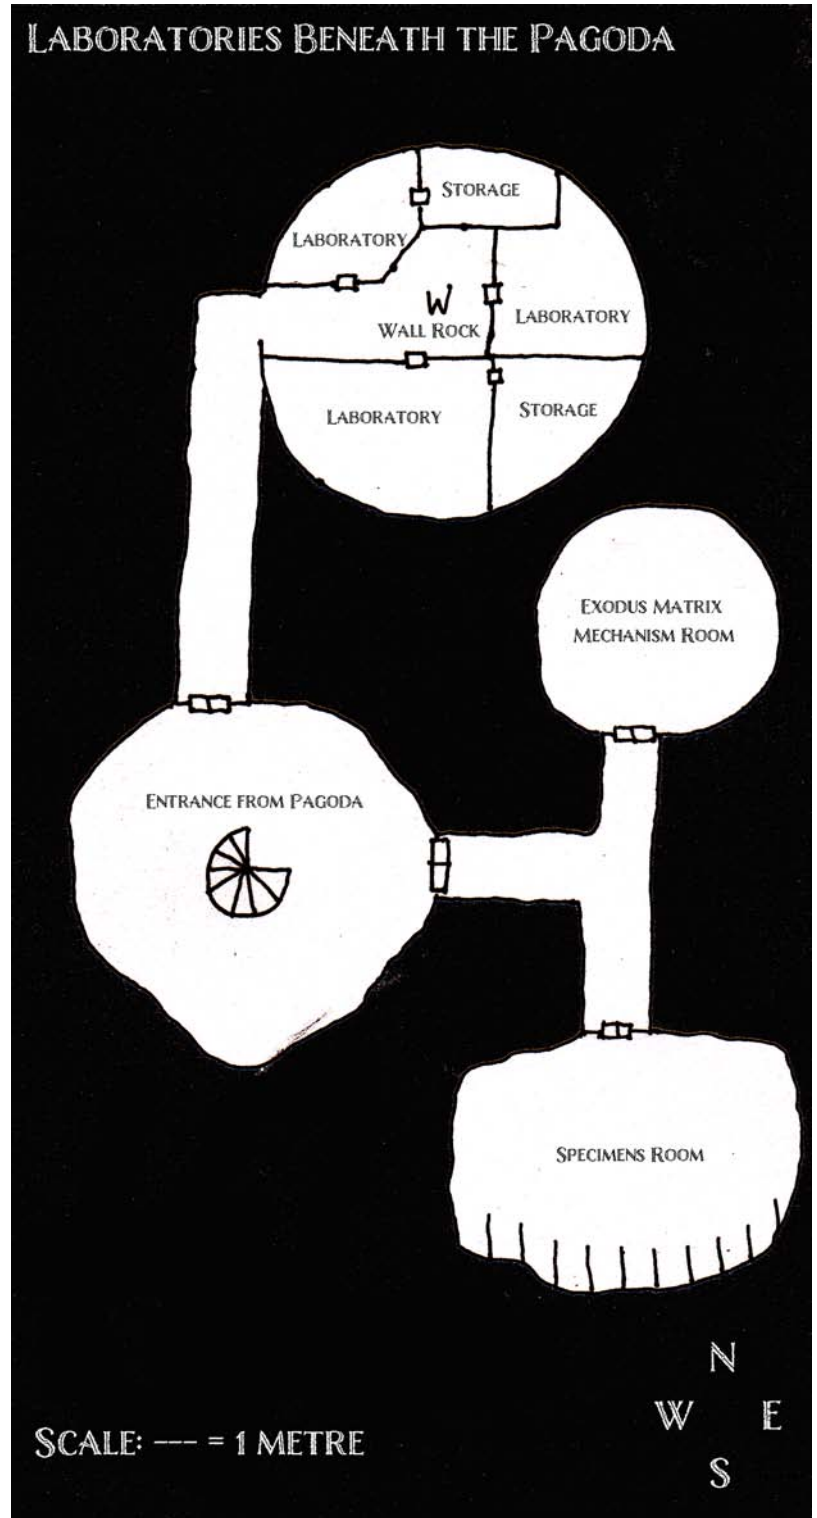 LABORATORIES BENEATH THE PAGODA
STORAGE
LABORATORY
W
WALL ROCK
LABORATORY
LABORATORY
STORAGE
EXODUS MATRIX
MECHANISM ROOM
ENTRANCE FROM PAGODA
SPECIMENS ROOM
N
W E
S
SCALE: --- = 1 METRE